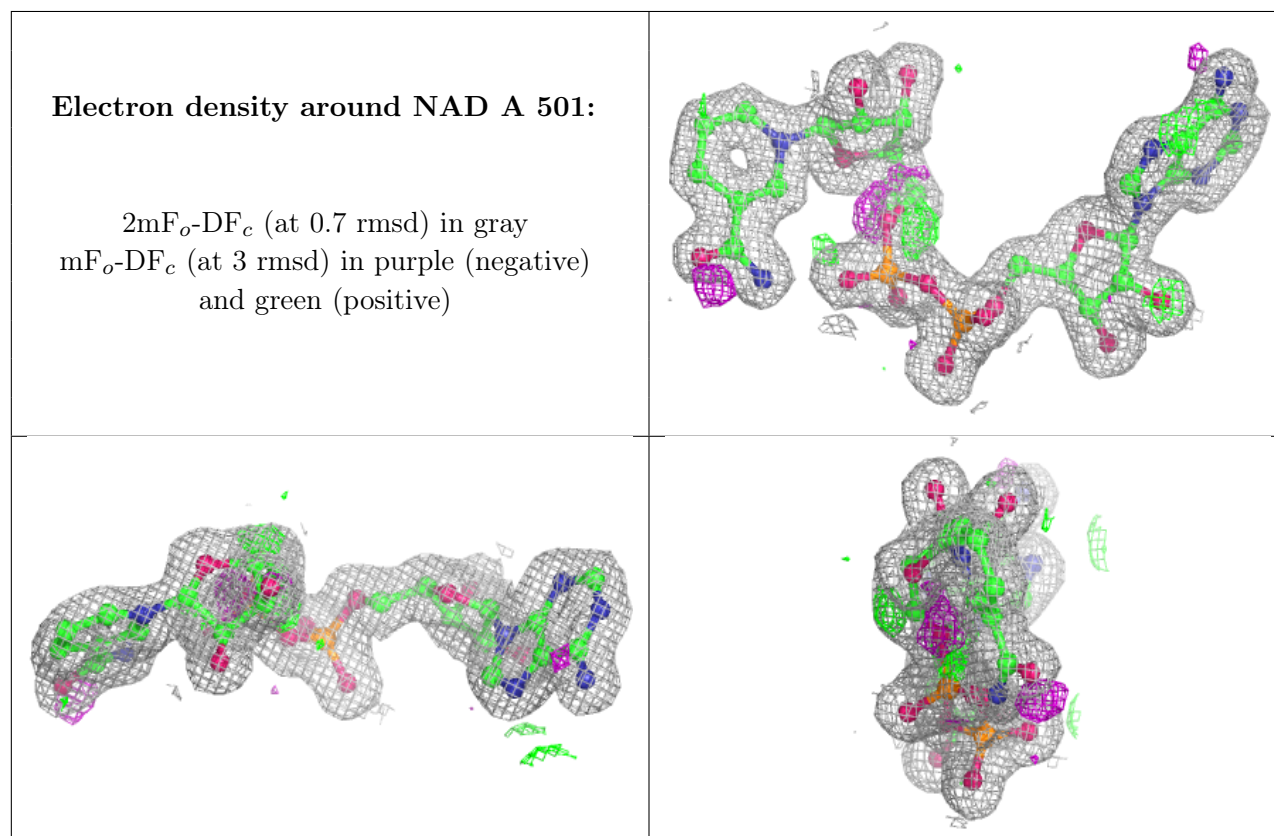 Electron density around NAD A 501:
2mFₒ-DF𝒸 (at 0.7 rmsd) in gray
mFₒ-DF𝒸 (at 3 rmsd) in purple (negative)
and green (positive)